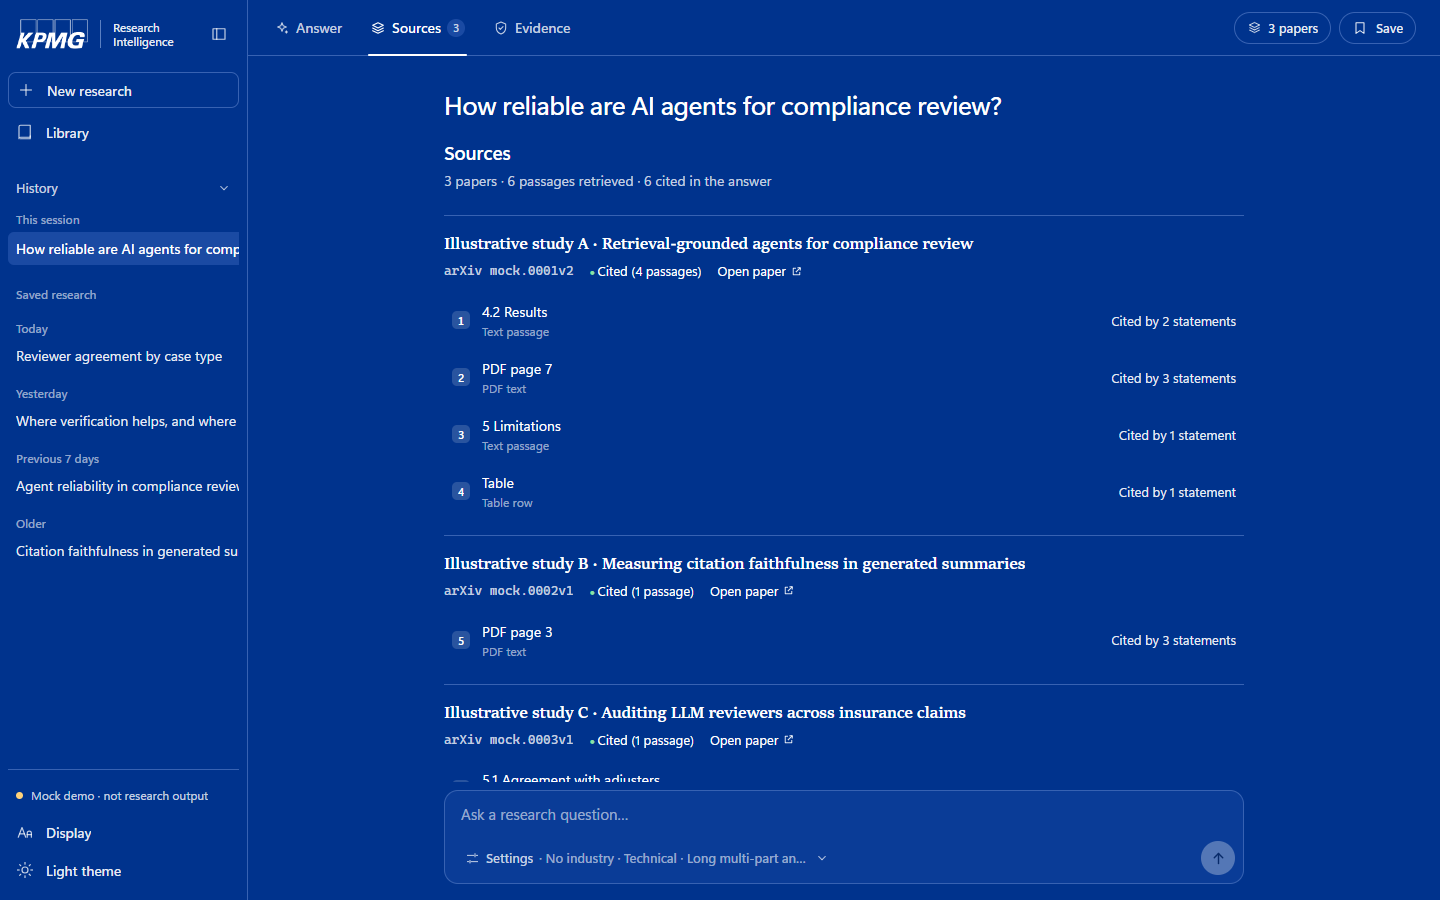 KPMG
Research
Intelligence
New research
Library
History
This session
How reliable are AI agents for comp
Saved research
Today
Reviewer agreement by case type
Yesterday
Where verification helps, and where
Previous 7 days
Agent reliability in compliance review
Older
Citation faithfulness in generated su
Mock demo · not research output
Display
Light theme
Answer
Sources 3
Evidence
3 papers
Save
How reliable are AI agents for compliance review?
Sources
3 papers · 6 passages retrieved · 6 cited in the answer
Illustrative study A · Retrieval-grounded agents for compliance review
arXiv mock.0001v2 Cited (4 passages) Open paper
1 4.2 Results
Text passage
Cited by 2 statements
2 PDF page 7
PDF text
Cited by 3 statements
3 5 Limitations
Text passage
Cited by 1 statement
4 Table
Table row
Cited by 1 statement
Illustrative study B · Measuring citation faithfulness in generated summaries
arXiv mock.0002v1 Cited (1 passage) Open paper
5 PDF page 3
PDF text
Cited by 3 statements
Illustrative study C · Auditing LLM reviewers across insurance claims
arXiv mock.0003v1 Cited (1 passage) Open paper
5.1 Agreement with adjusters
Ask a research question...
Settings · No industry · Technical · Long multi-part an...